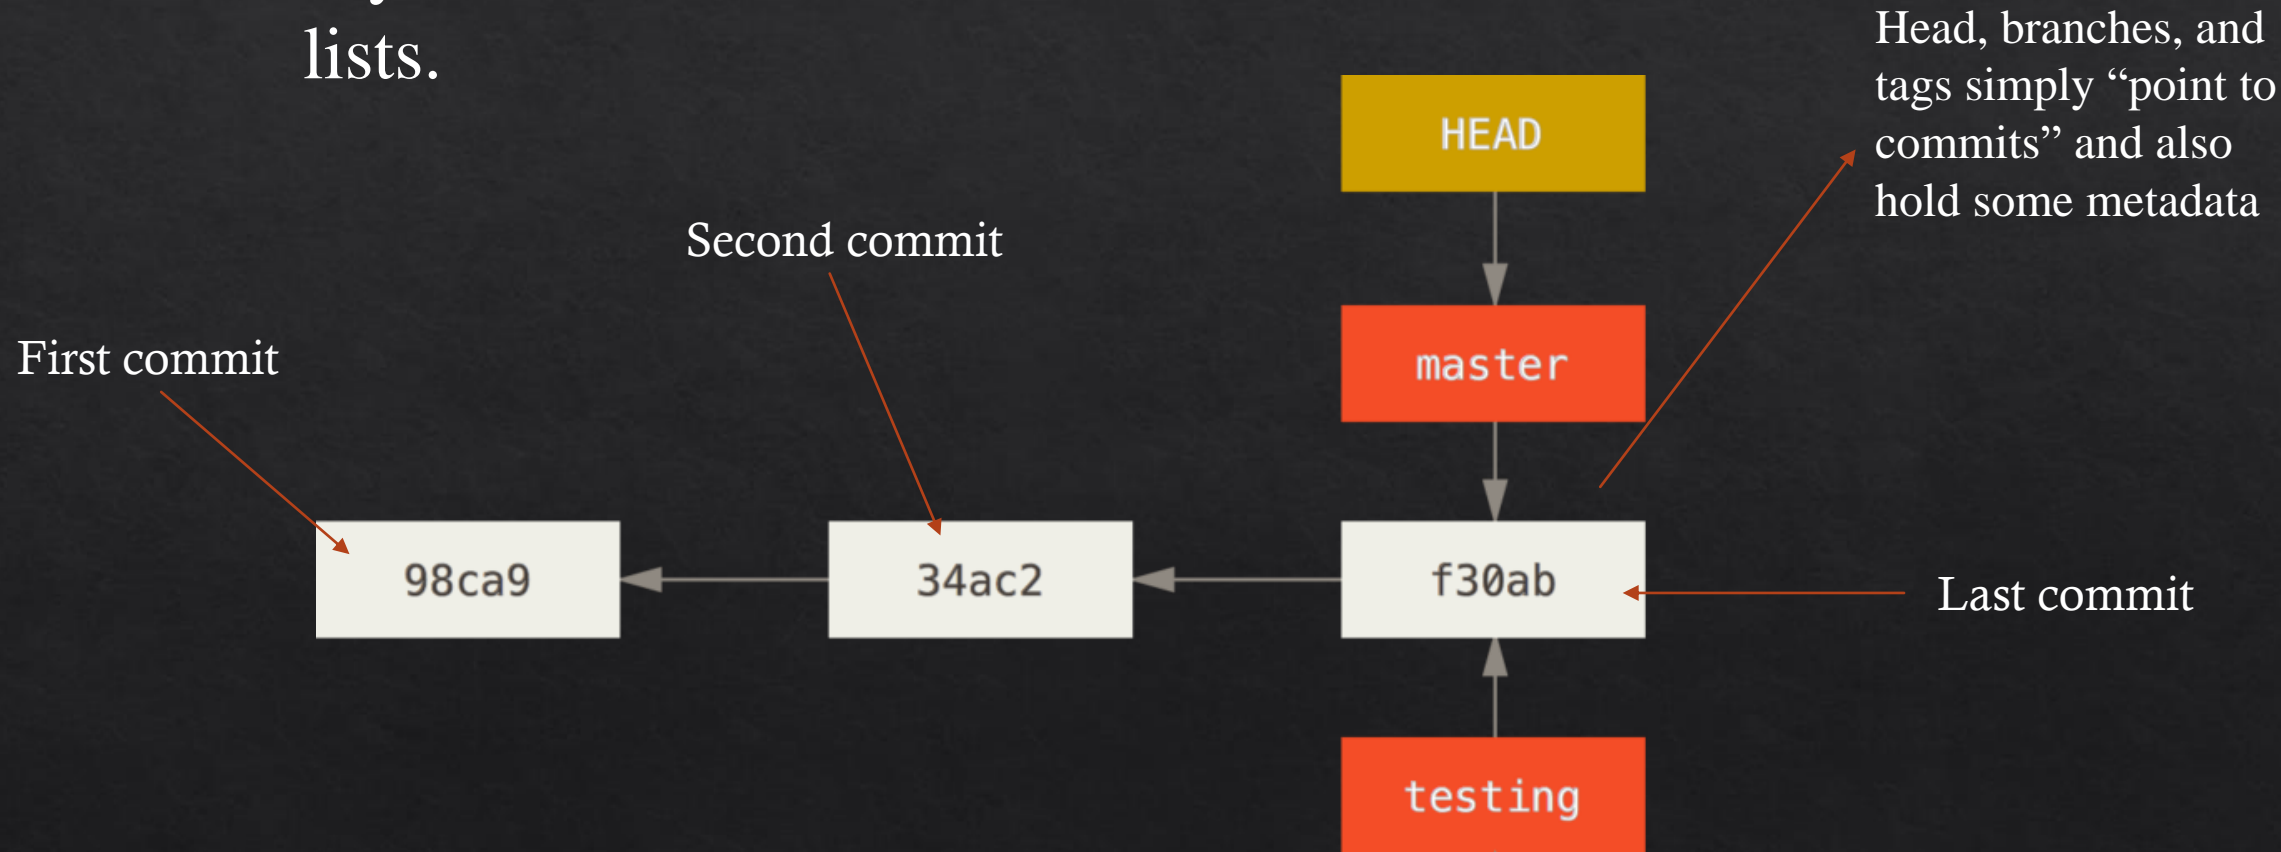 lists.
Head, branches, and
tags simply “point to
commits” and also
hold some metadata
HEAD
Second commit
First commit
master
98ca9
34ac2
f30ab
Last commit
testing